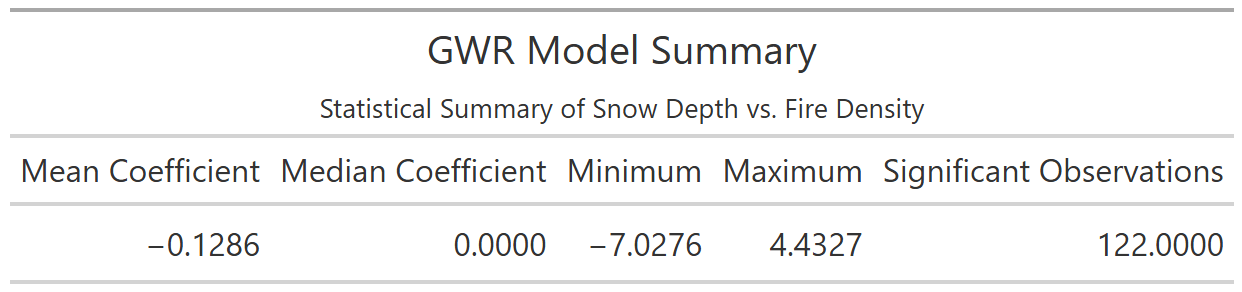 GWR Model Summary
Statistical Summary of Snow Depth vs. Fire Density
Mean Coefficient Median Coefficient Minimum Maximum Significant Observations
−0.1286 0.0000 −7.0276 4.4327 122.0000